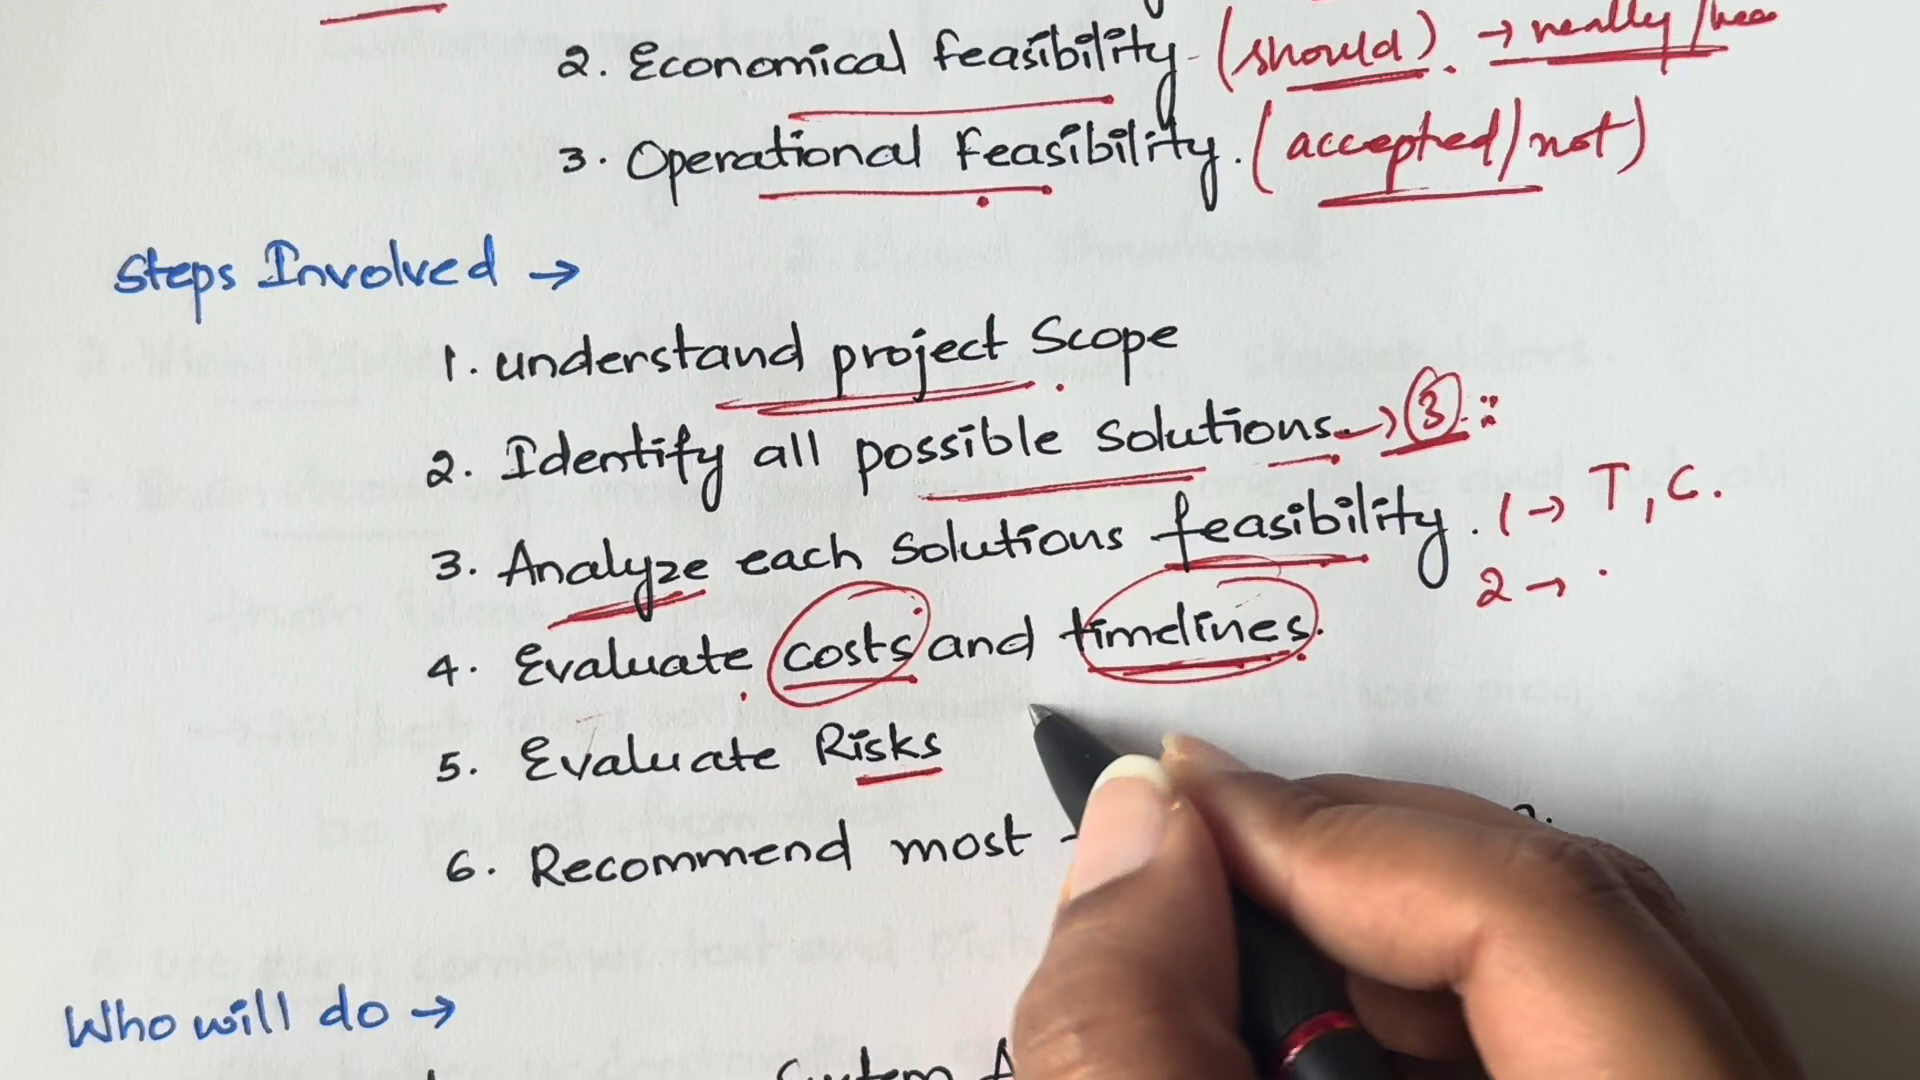 2. Economical feasibility (should). → really/
3. Operational feasibility. (accepted/not)
Steps Involved →
1. understand project Scope
2. Identify all possible solutions. → 3 :
3. Analyze each solutions feasibility. 1 → T, C.
2 → .
4. Evaluate costs and timelines.
5. Evaluate Risks
6. Recommend most
Who will do →
System A